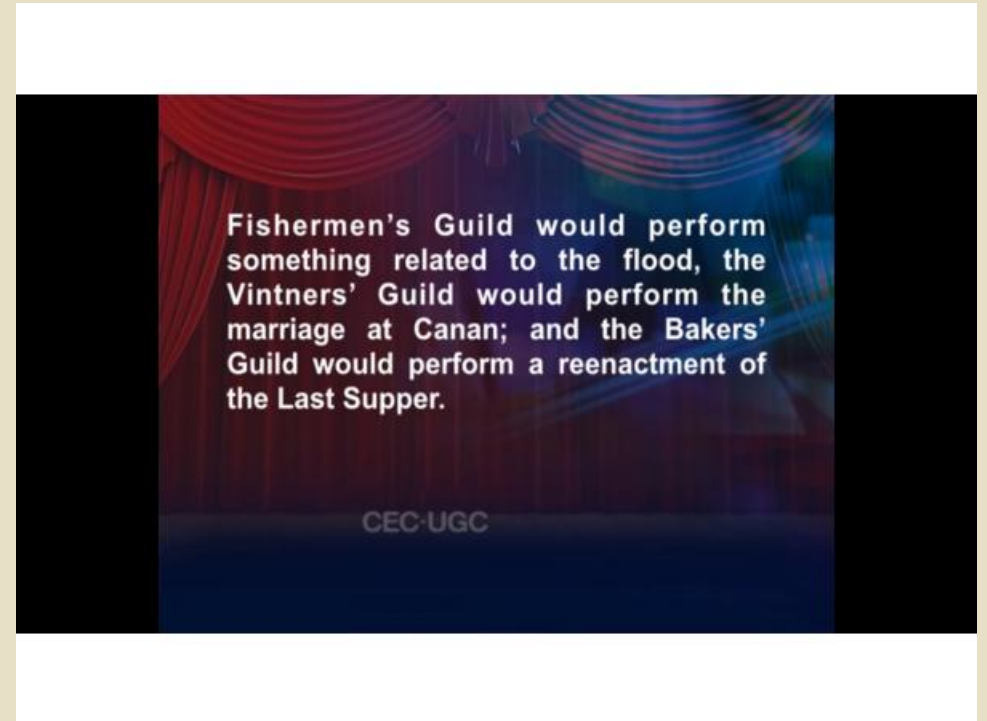 Fishermen’s Guild would perform
something related to the flood, the
Vintners’ Guild would perform the
marriage at Canan; and the Bakers’
Guild would perform a reenactment of
the Last Supper.
CEC·UGC